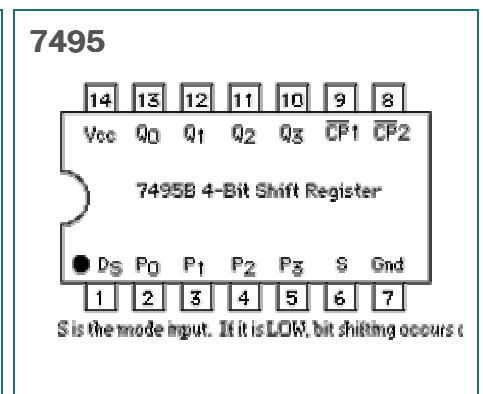 7495
14 13 12 11 10 9 8
Vcc Q0 Q1 Q2 Q3 C̅P̅1 C̅P̅2
7495B 4-Bit Shift Register
DS P0 P1 P2 P3 S Gnd
1 2 3 4 5 6 7
S is the mode input. If it is LOW, bit shifting occurs